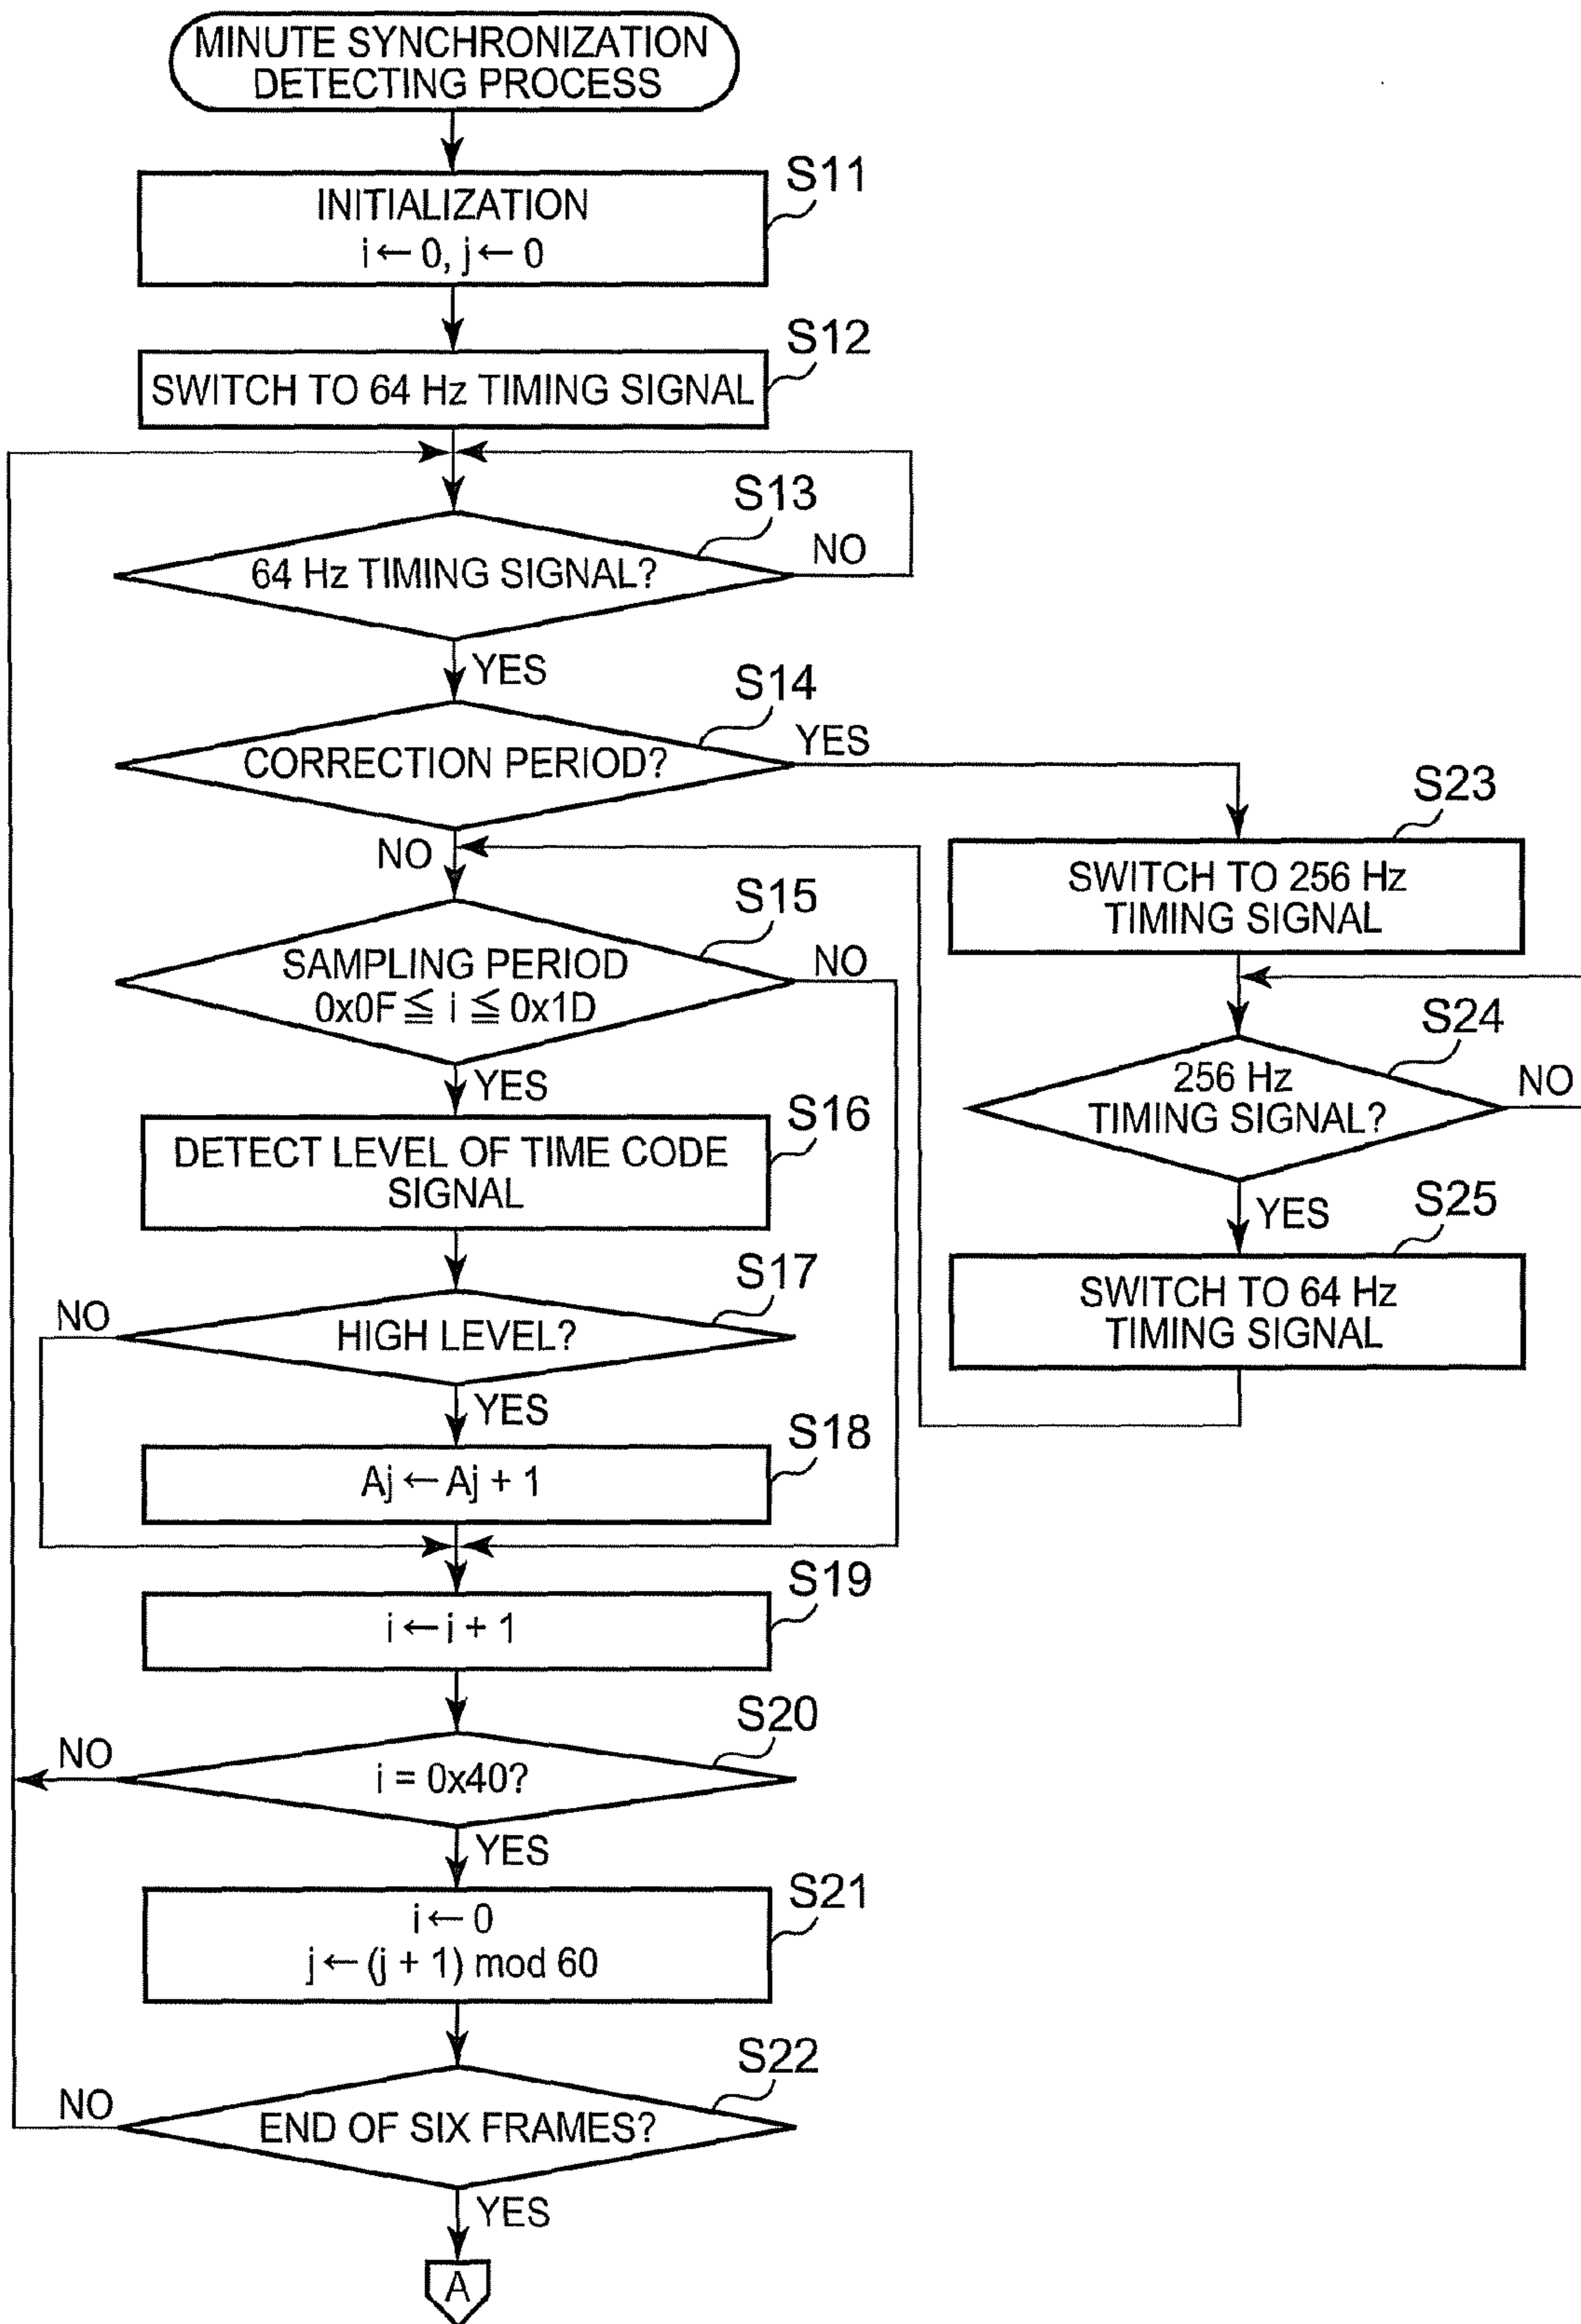 MINUTE SYNCHRONIZATION
DETECTING PROCESS
S11
INITIALIZATION
i ← 0, j ← 0
S12
SWITCH TO 64 Hz TIMING SIGNAL
S13
64 Hz TIMING SIGNAL?
NO
YES
S14
CORRECTION PERIOD?
YES
NO
S15
SAMPLING PERIOD
0x0F ≦ i ≦ 0x1D
NO
YES
S16
DETECT LEVEL OF TIME CODE
SIGNAL
S17
HIGH LEVEL?
NO
YES
S18
Aj ← Aj + 1
S19
i ← i + 1
S20
i = 0x40?
NO
YES
S21
i ← 0
j ← (j + 1) mod 60
S22
END OF SIX FRAMES?
NO
YES
A
S23
SWITCH TO 256 Hz
TIMING SIGNAL
S24
256 Hz
TIMING SIGNAL?
NO
YES
S25
SWITCH TO 64 Hz
TIMING SIGNAL